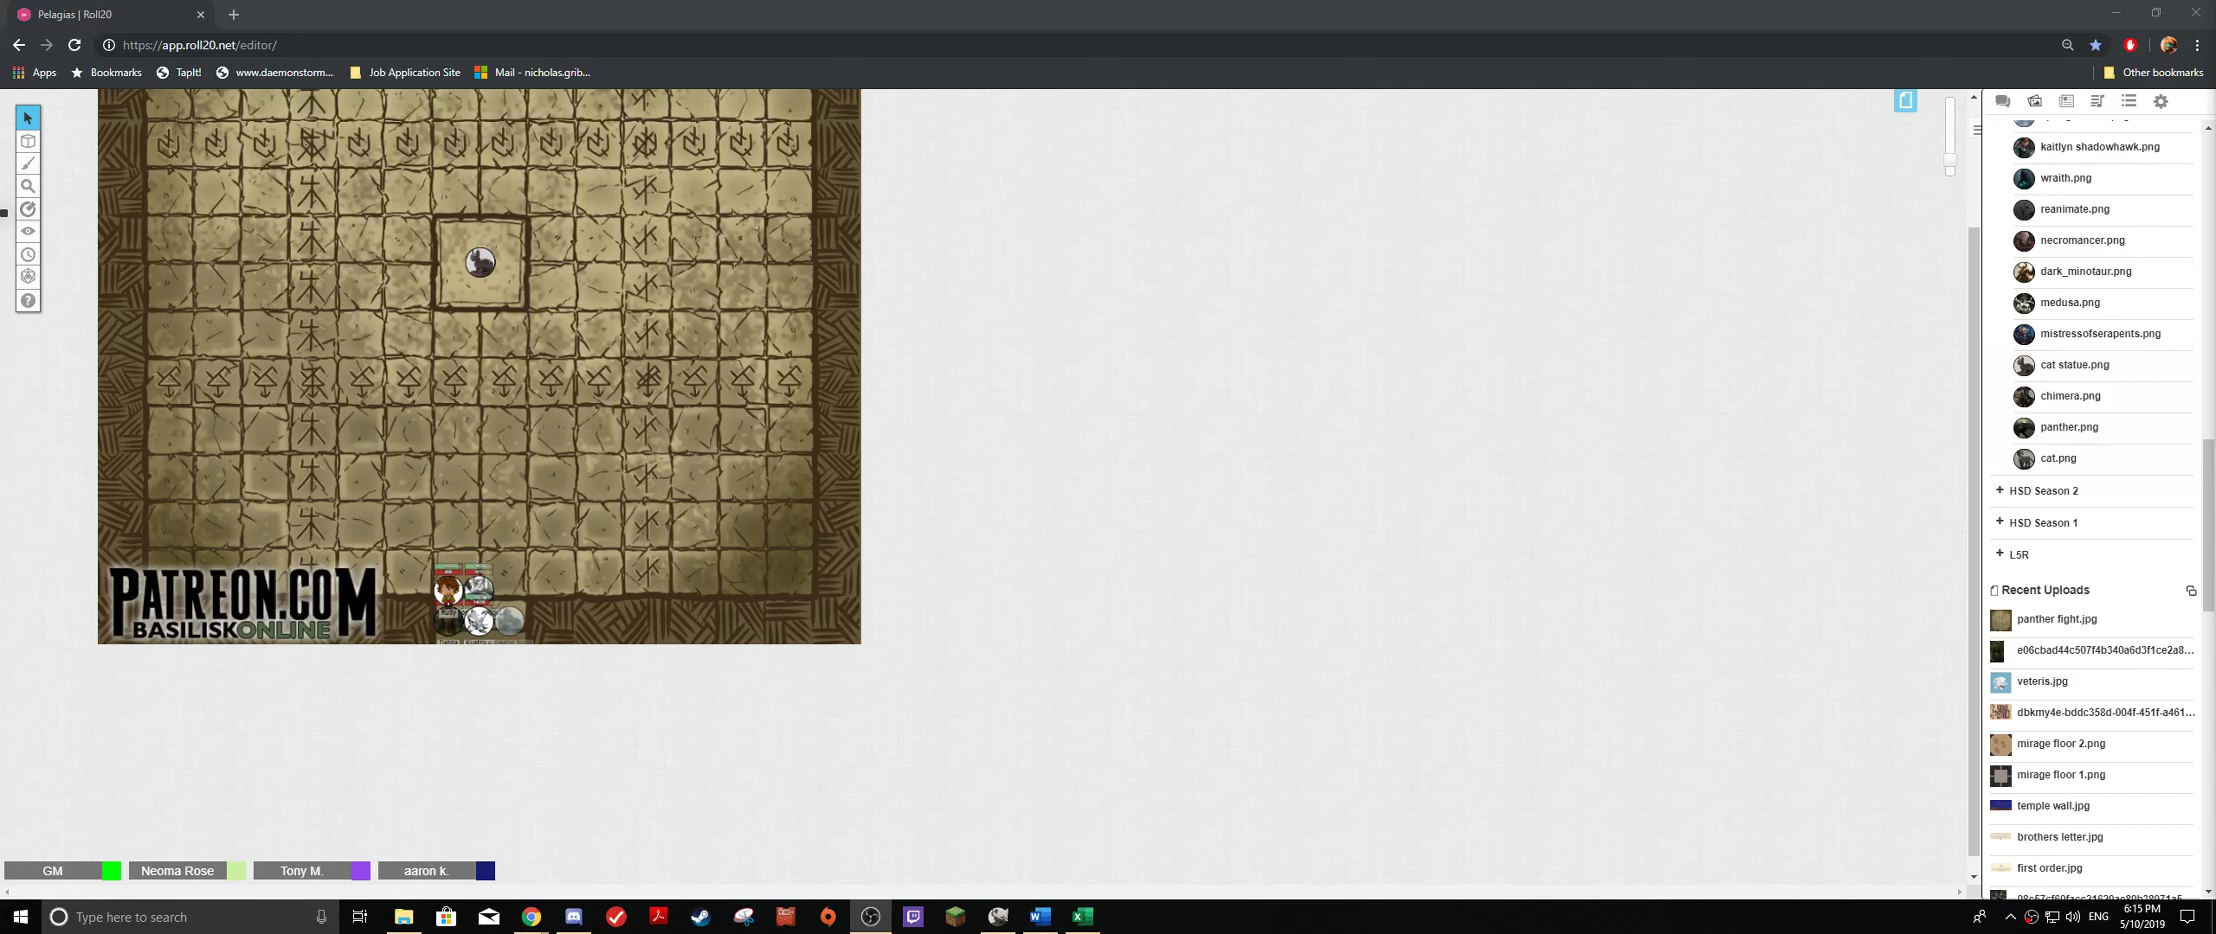 Pelagias | Roll20
https://app.roll20.net/editor/
Apps
Bookmarks
TapIt!
www.daemonstorm...
Job Application Site
Mail - nicholas.grib...
Other bookmarks
kaitlyn shadowhawk.png
wraith.png
reanimate.png
necromancer.png
dark_minotaur.png
medusa.png
mistressofserapents.png
cat statue.png
chimera.png
panther.png
cat.png
HSD Season 2
HSD Season 1
L5R
Recent Uploads
panther fight.jpg
e06cbad44c507f4b340a6d3f1ce2a8...
veteris.jpg
dbkmy4e-bddc358d-004f-451f-a461...
mirage floor 2.png
mirage floor 1.png
temple wall.jpg
brothers letter.jpg
first order.jpg
PATREON.COM
BASILISKONLINE
GM
Neoma Rose
Tony M.
aaron k.
Type here to search
ENG
6:15 PM
5/10/2019